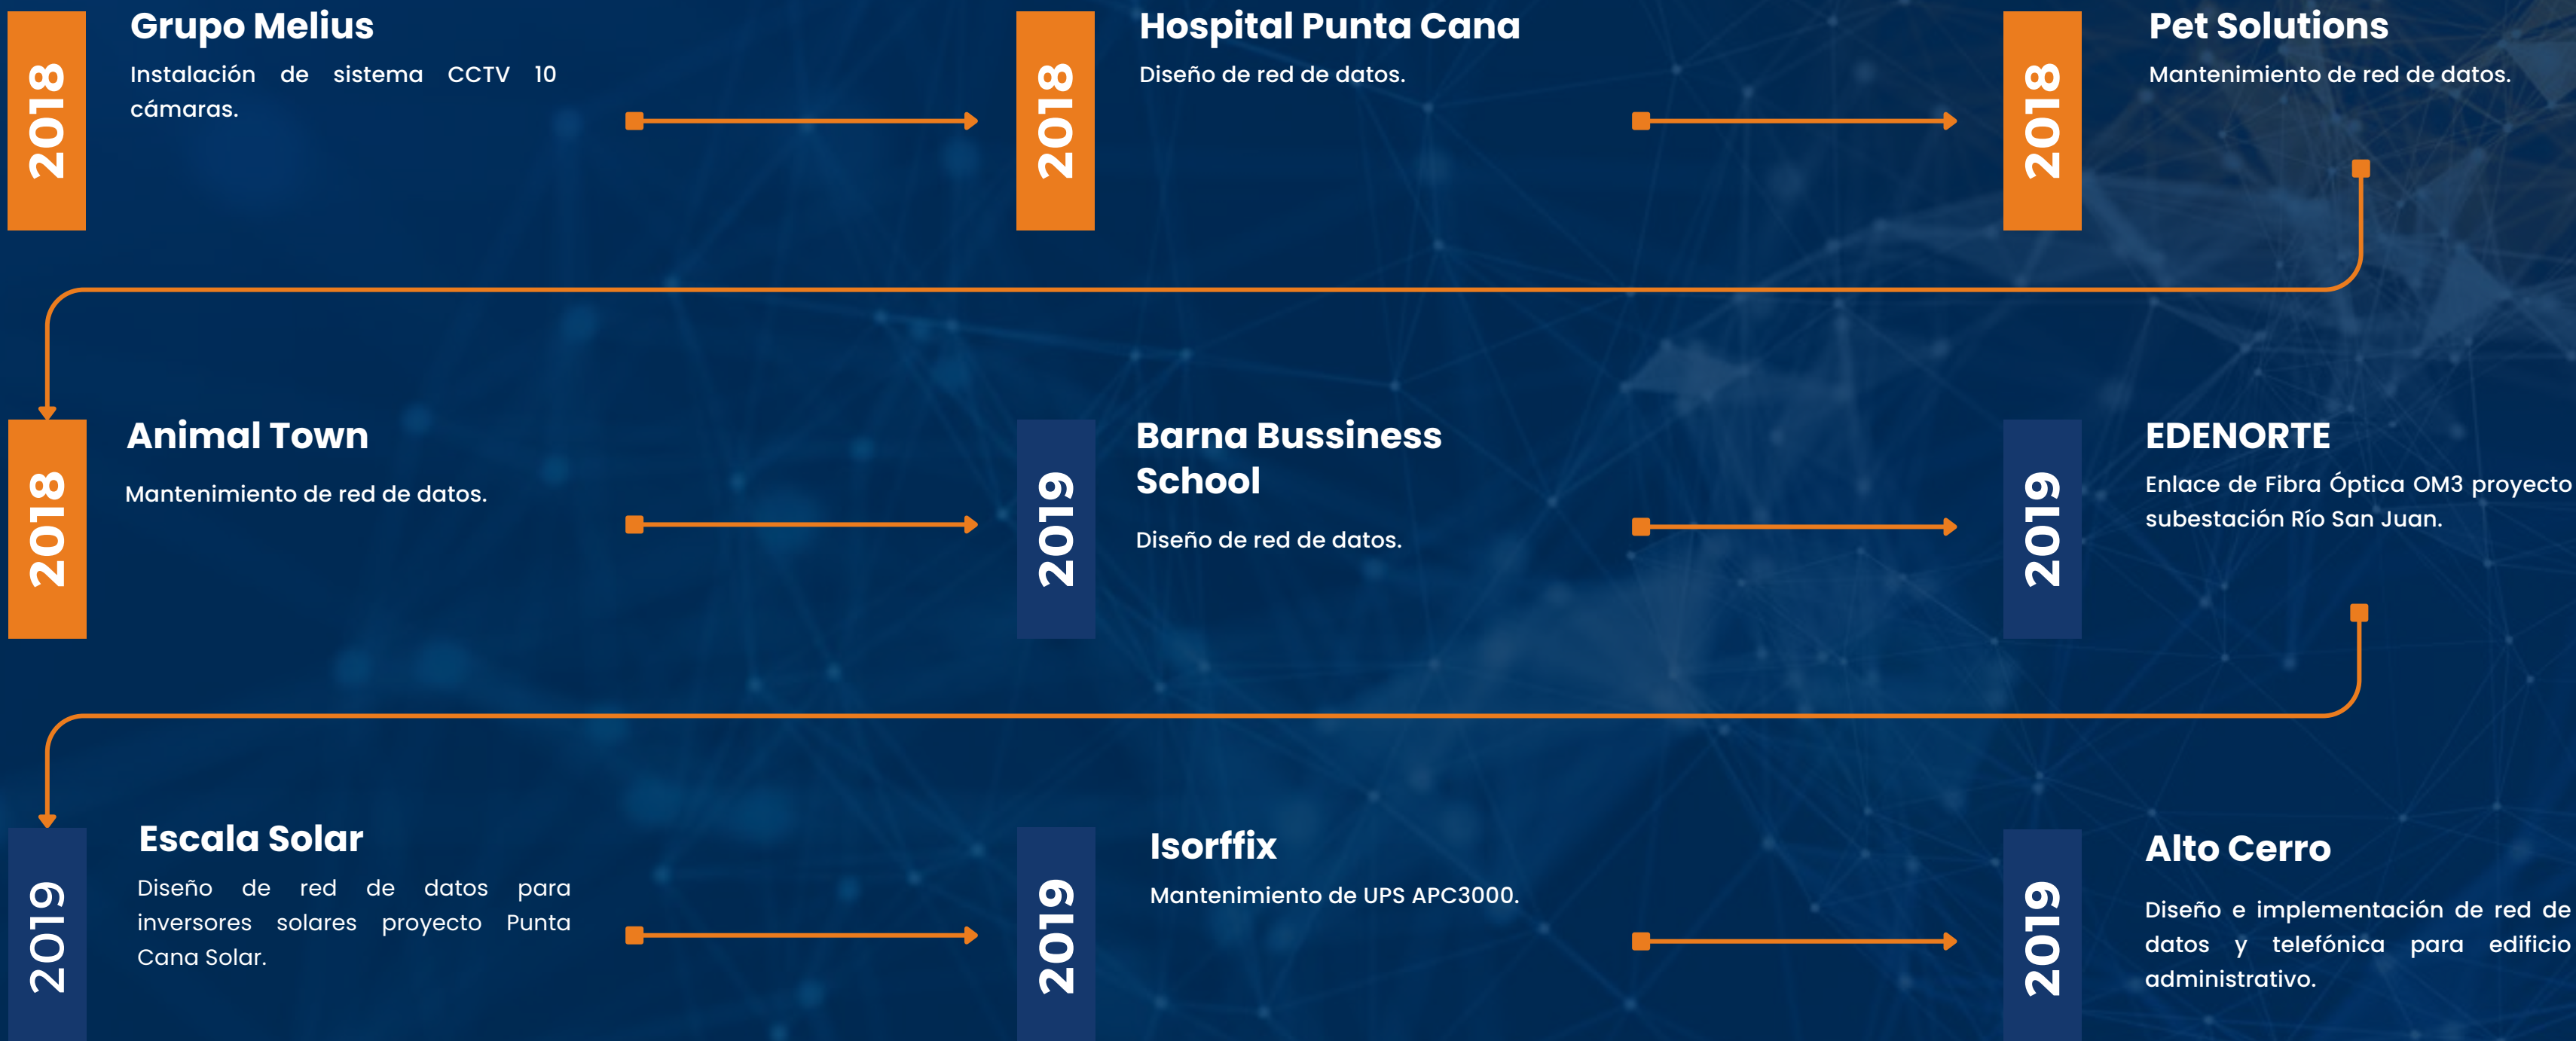 2018
Grupo Melius
Instalación de sistema CCTV 10
cámaras.
2018
Hospital Punta Cana
Diseño de red de datos.
2018
Pet Solutions
Mantenimiento de red de datos.
2018
Animal Town
Mantenimiento de red de datos.
2019
Barna Bussiness
School
Diseño de red de datos.
2019
EDENORTE
Enlace de Fibra Óptica OM3 proyecto
subestación Río San Juan.
2019
Escala Solar
Diseño de red de datos para
inversores solares proyecto Punta
Cana Solar.
2019
Isorffix
Mantenimiento de UPS APC3000.
2019
Alto Cerro
Diseño e implementación de red de
datos y telefónica para edificio
administrativo.